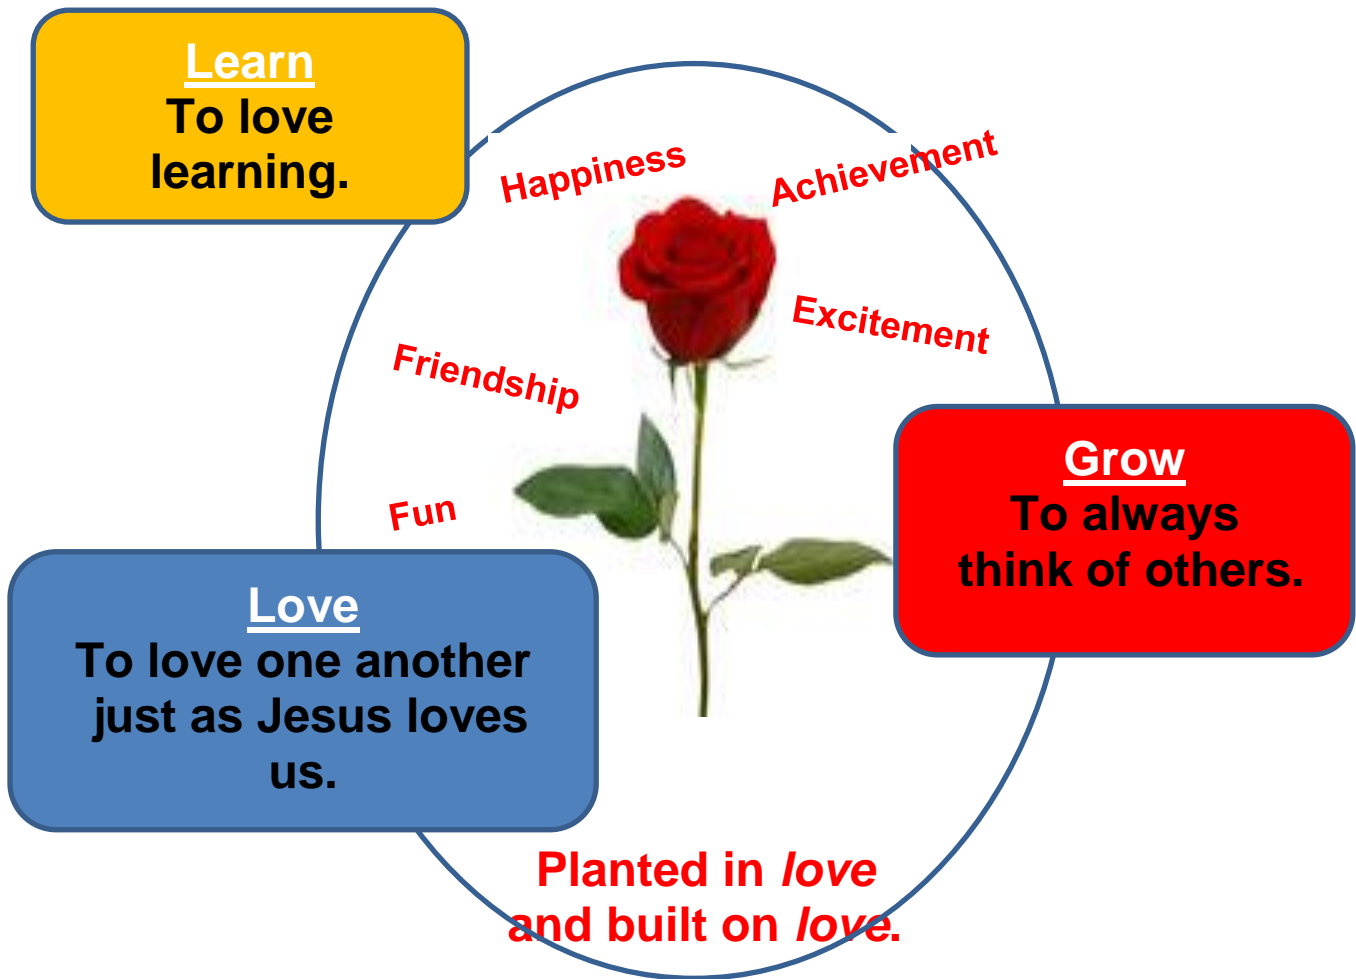 Learn
To love
learning.
Happiness
Achievement
Excitement
Friendship
Fun
Grow
To always
think of others.
Love
To love one another
just as Jesus loves
us.
Planted in love
and built on love.